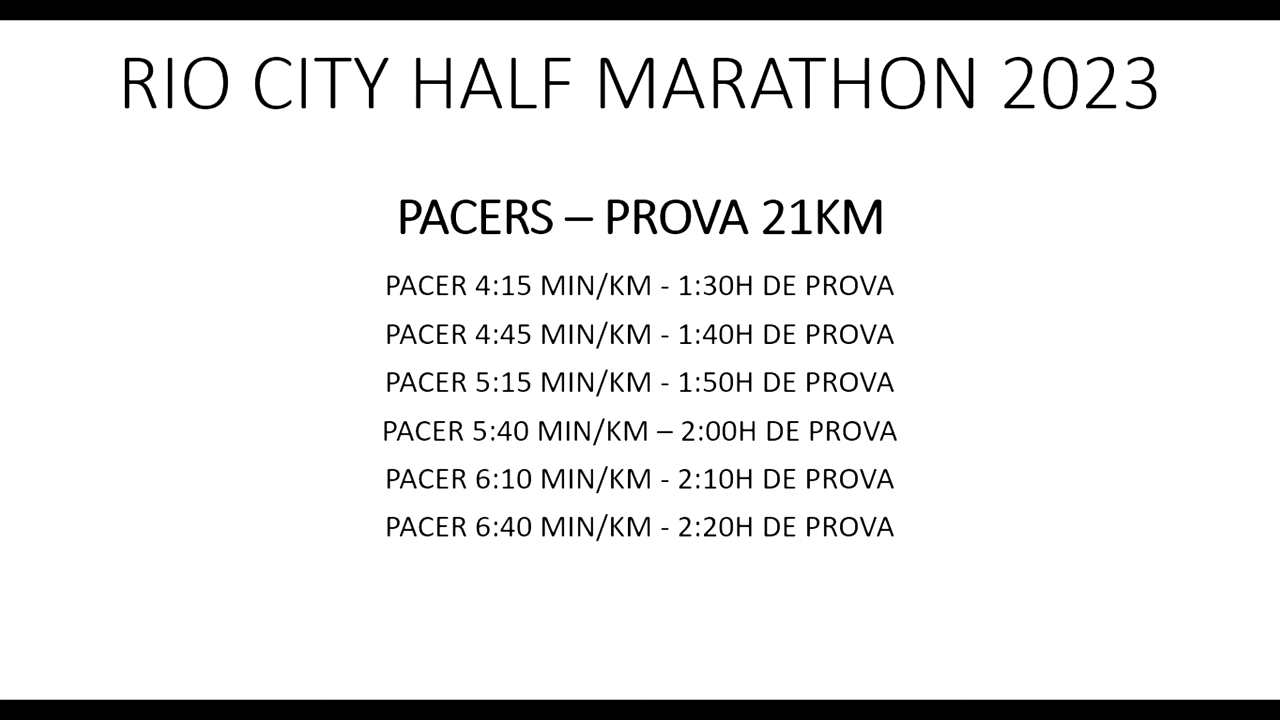 RIO CITY HALF MARATHON 2023
PACERS – PROVA 21KM
PACER 4:15 MIN/KM - 1:30H DE PROVA
PACER 4:45 MIN/KM - 1:40H DE PROVA
PACER 5:15 MIN/KM - 1:50H DE PROVA
PACER 5:40 MIN/KM – 2:00H DE PROVA
PACER 6:10 MIN/KM - 2:10H DE PROVA
PACER 6:40 MIN/KM - 2:20H DE PROVA